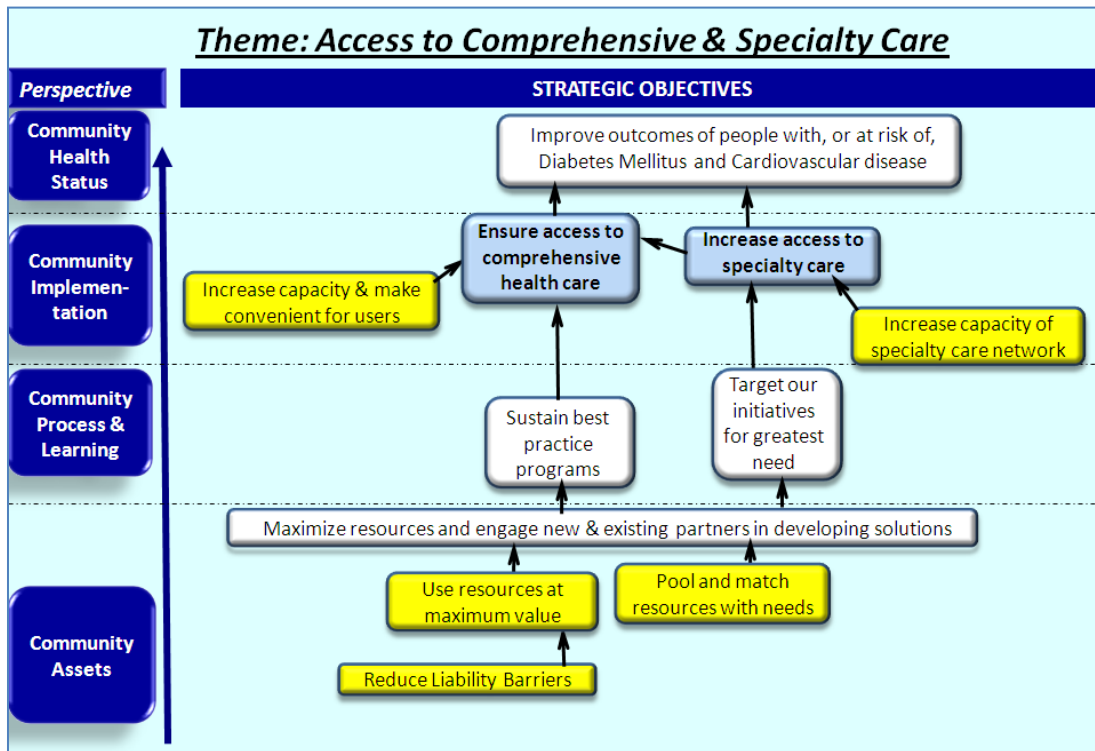 Theme: Access to Comprehensive & Specialty Care
Perspective
STRATEGIC OBJECTIVES
Community
Health
Status
Improve outcomes of people with, or at risk of,
Diabetes Mellitus and Cardiovascular disease
Community
Implemen-
tation
Ensure access to
comprehensive
health care
Increase access to
specialty care
Increase capacity & make
convenient for users
Increase capacity of
specialty care network
Community
Process &
Learning
Sustain best
practice
programs
Target our
initiatives
for greatest
need
Maximize resources and engage new & existing partners in developing solutions
Community
Assets
Use resources at
maximum value
Pool and match
resources with needs
Reduce Liability Barriers